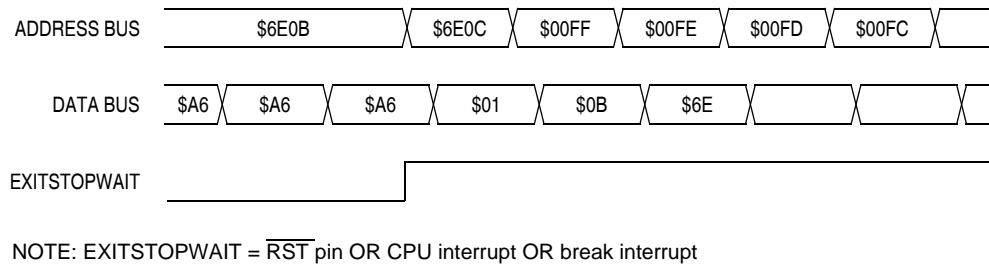 ADDRESS BUS $6E0B $6E0C $00FF $00FE $00FD $00FC
DATA BUS $A6 $A6 $A6 $01 $0B $6E
EXITSTOPWAIT
NOTE: EXITSTOPWAIT = RST pin OR CPU interrupt OR break interrupt